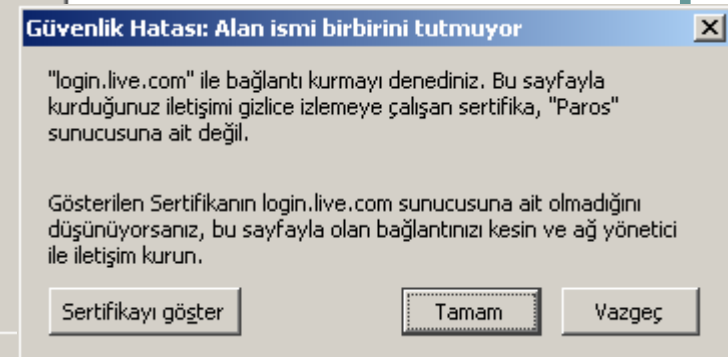 Güvenlik Hatası: Alan ismi birbirini tutmuyor
"login.live.com" ile bağlantı kurmayı denediniz. Bu sayfayla
kurduğunuz iletişimi gizlice izlemeye çalışan sertifika, "Paros"
sunucusuna ait değil.
Gösterilen Sertifikanın login.live.com sunucusuna ait olmadığını
düşünüyorsanız, bu sayfayla olan bağlantınızı kesin ve ağ yönetici
ile iletişim kurun.
Sertifikayı göster
Tamam
Vazgeç